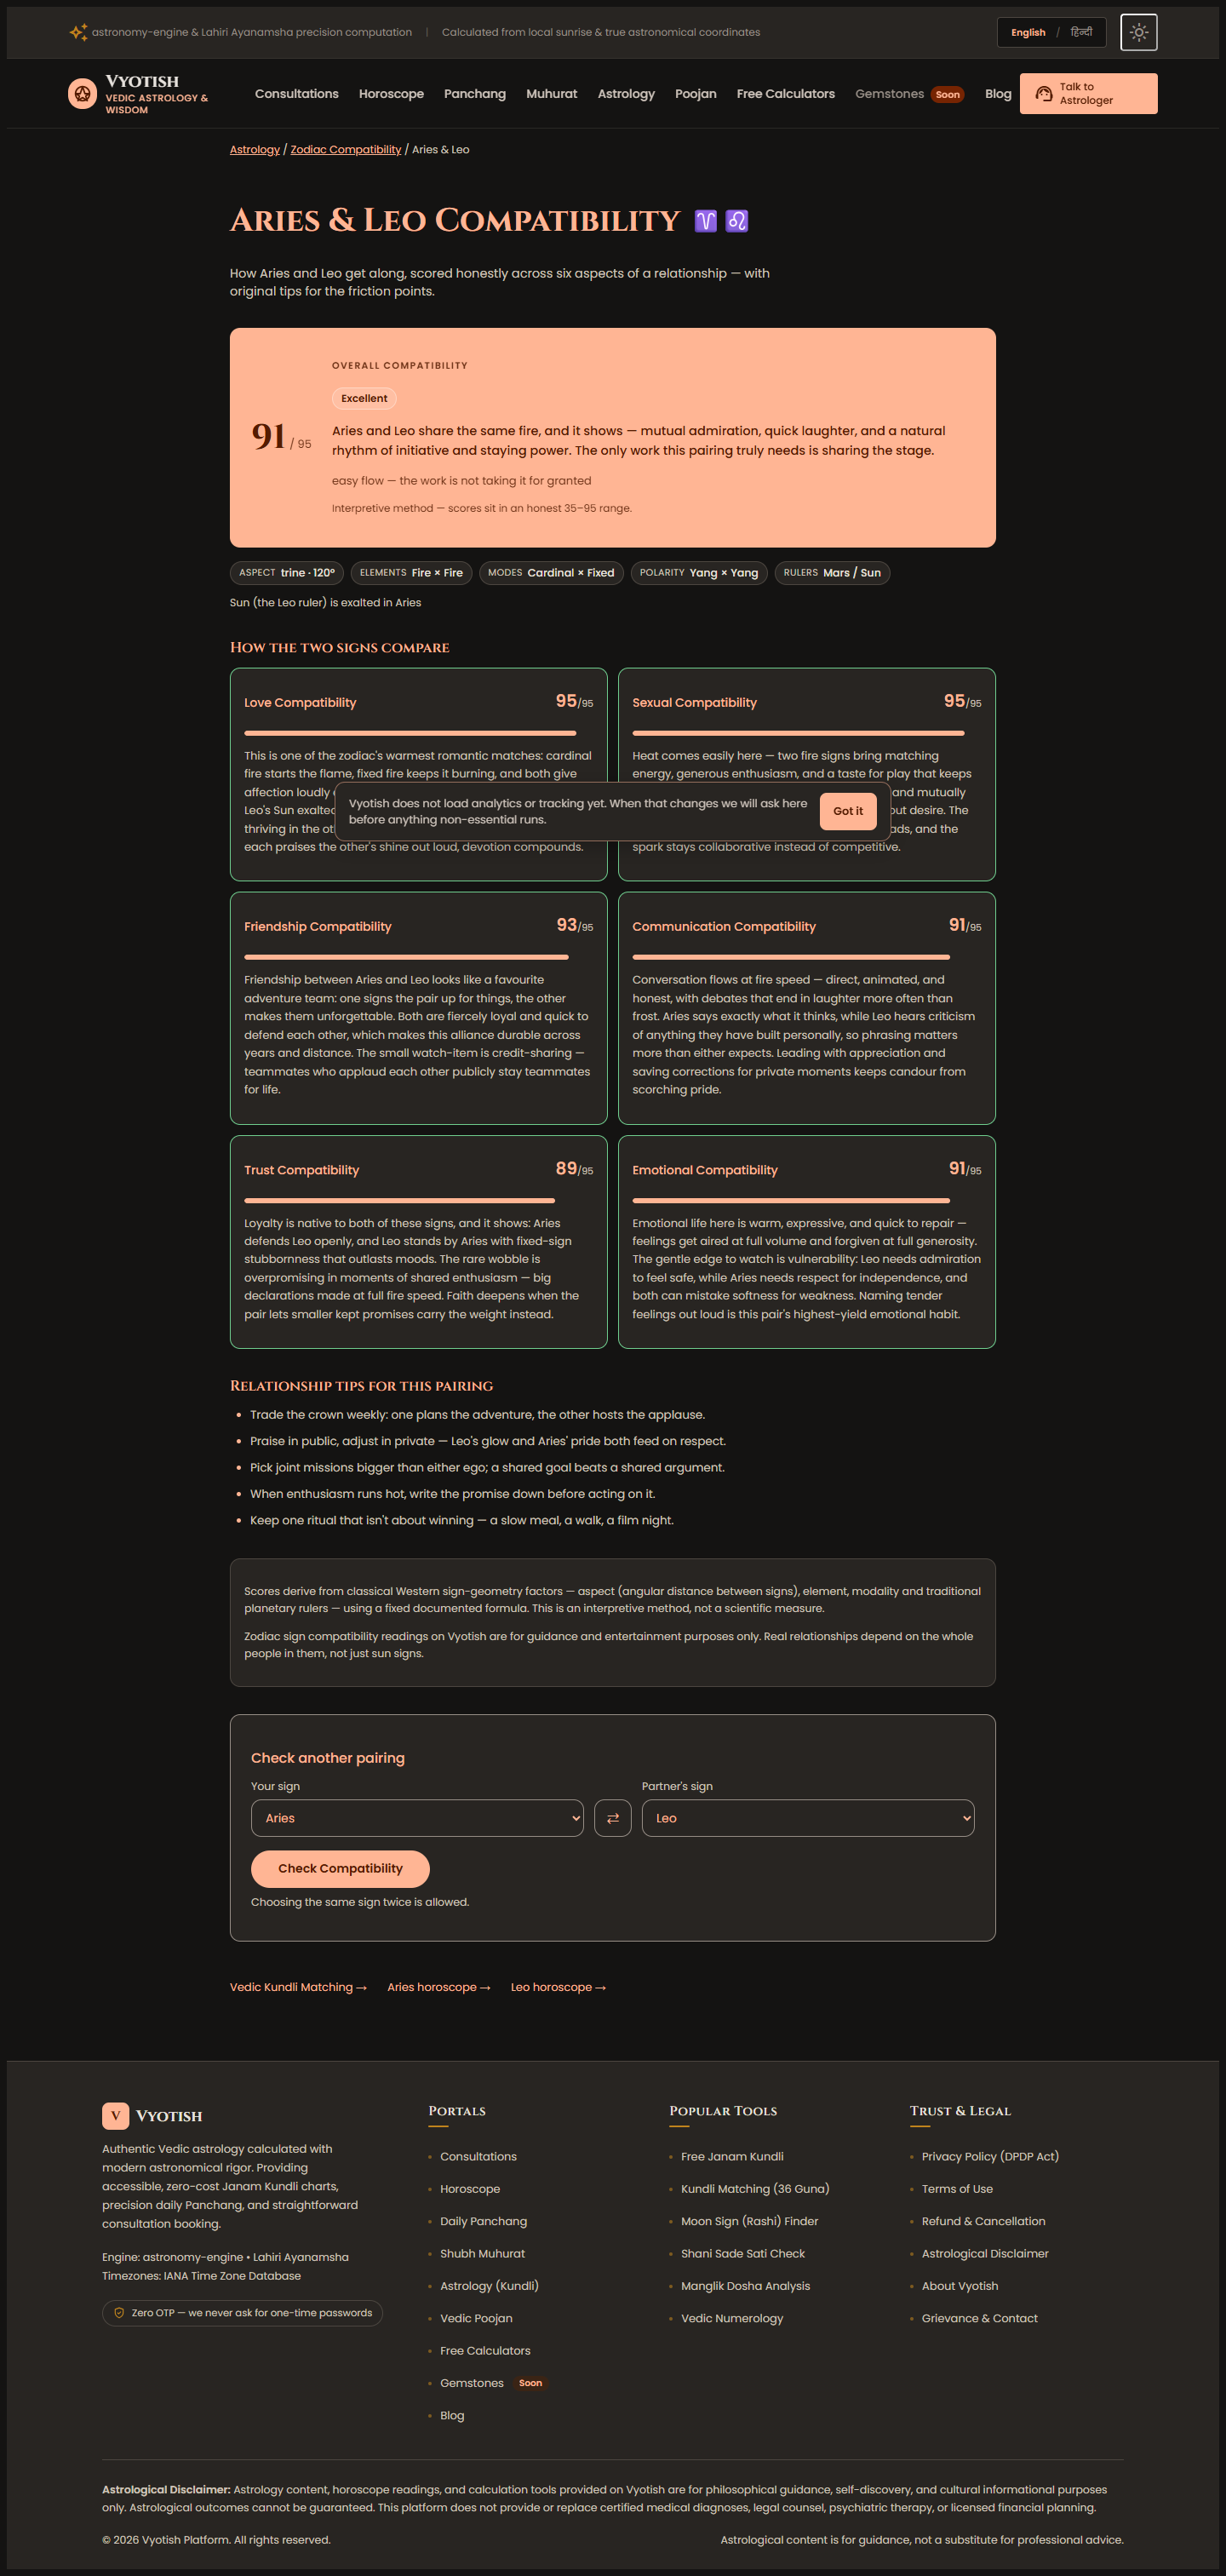 astronomy-engine & Lahiri Ayanamsha precision computation | Calculated from local sunrise & true astronomical coordinates
English / हिन्दी
Vyotish
VEDIC ASTROLOGY & WISDOM
Consultations Horoscope Panchang Muhurat Astrology Poojan Free Calculators Gemstones Soon Blog
Talk to Astrologer
Astrology / Zodiac Compatibility / Aries & Leo
Aries & Leo Compatibility ♈ ♌
How Aries and Leo get along, scored honestly across six aspects of a relationship — with
original tips for the friction points.
OVERALL COMPATIBILITY
Excellent
91 / 95
Aries and Leo share the same fire, and it shows — mutual admiration, quick laughter, and a natural
rhythm of initiative and staying power. The only work this pairing truly needs is sharing the stage.
easy flow — the work is not taking it for granted
Interpretive method — scores sit in an honest 35–95 range.
ASPECT trine · 120°
ELEMENTS Fire × Fire
MODES Cardinal × Fixed
POLARITY Yang × Yang
RULERS Mars / Sun
Sun (the Leo ruler) is exalted in Aries
How the two signs compare
Love Compatibility 95/95
This is one of the zodiac's warmest romantic matches: cardinal
fire starts the flame, fixed fire keeps it burning, and both give
affection loudly
Leo's Sun exalted
thriving in the
each praises the other's shine out loud, devotion compounds.
Sexual Compatibility 95/95
Heat comes easily here — two fire signs bring matching
energy, generous enthusiasm, and a taste for play that keeps
and mutually
out desire. The
ads, and the
spark stays collaborative instead of competitive.
Vyotish does not load analytics or tracking yet. When that changes we will ask here
before anything non-essential runs.
Got it
Friendship Compatibility 93/95
Friendship between Aries and Leo looks like a favourite
adventure team: one signs the pair up for things, the other
makes them unforgettable. Both are fiercely loyal and quick to
defend each other, which makes this alliance durable across
years and distance. The small watch-item is credit-sharing —
teammates who applaud each other publicly stay teammates
for life.
Communication Compatibility 91/95
Conversation flows at fire speed — direct, animated, and
honest, with debates that end in laughter more often than
frost. Aries says exactly what it thinks, while Leo hears criticism
of anything they have built personally, so phrasing matters
more than either expects. Leading with appreciation and
saving corrections for private moments keeps candour from
scorching pride.
Trust Compatibility 89/95
Loyalty is native to both of these signs, and it shows: Aries
defends Leo openly, and Leo stands by Aries with fixed-sign
stubbornness that outlasts moods. The rare wobble is
overpromising in moments of shared enthusiasm — big
declarations made at full fire speed. Faith deepens when the
pair lets smaller kept promises carry the weight instead.
Emotional Compatibility 91/95
Emotional life here is warm, expressive, and quick to repair —
feelings get aired at full volume and forgiven at full generosity.
The gentle edge to watch is vulnerability: Leo needs admiration
to feel safe, while Aries needs respect for independence, and
both can mistake softness for weakness. Naming tender
feelings out loud is this pair's highest-yield emotional habit.
Relationship tips for this pairing
• Trade the crown weekly: one plans the adventure, the other hosts the applause.
• Praise in public, adjust in private — Leo's glow and Aries' pride both feed on respect.
• Pick joint missions bigger than either ego; a shared goal beats a shared argument.
• When enthusiasm runs hot, write the promise down before acting on it.
• Keep one ritual that isn't about winning — a slow meal, a walk, a film night.
Scores derive from classical Western sign-geometry factors — aspect (angular distance between signs), element, modality and traditional
planetary rulers — using a fixed documented formula. This is an interpretive method, not a scientific measure.
Zodiac sign compatibility readings on Vyotish are for guidance and entertainment purposes only. Real relationships depend on the whole
people in them, not just sun signs.
Check another pairing
Your sign
Aries
⇄
Partner's sign
Leo
Check Compatibility
Choosing the same sign twice is allowed.
Vedic Kundli Matching → Aries horoscope → Leo horoscope →
V Vyotish
Authentic Vedic astrology calculated with
modern astronomical rigor. Providing
accessible, zero-cost Janam Kundli charts,
precision daily Panchang, and straightforward
consultation booking.
Engine: astronomy-engine • Lahiri Ayanamsha
Timezones: IANA Time Zone Database
Zero OTP — we never ask for one-time passwords
Portals
Consultations
Horoscope
Daily Panchang
Shubh Muhurat
Astrology (Kundli)
Vedic Poojan
Free Calculators
Gemstones Soon
Blog
Popular Tools
Free Janam Kundli
Kundli Matching (36 Guna)
Moon Sign (Rashi) Finder
Shani Sade Sati Check
Manglik Dosha Analysis
Vedic Numerology
Trust & Legal
Privacy Policy (DPDP Act)
Terms of Use
Refund & Cancellation
Astrological Disclaimer
About Vyotish
Grievance & Contact
Astrological Disclaimer: Astrology content, horoscope readings, and calculation tools provided on Vyotish are for philosophical guidance, self-discovery, and cultural informational purposes
only. Astrological outcomes cannot be guaranteed. This platform does not provide or replace certified medical diagnoses, legal counsel, psychiatric therapy, or licensed financial planning.
© 2026 Vyotish Platform. All rights reserved.
Astrological content is for guidance, not a substitute for professional advice.